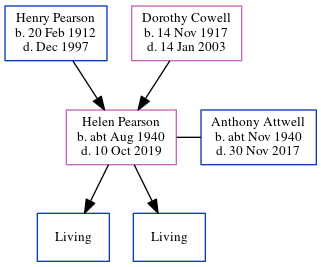 Henry Pearson
b. 20 Feb 1912
d. Dec 1997
Dorothy Cowell
b. 14 Nov 1917
d. 14 Jan 2003
Helen Pearson
b. abt Aug 1940
d. 10 Oct 2019
Anthony Attwell
b. abt Nov 1940
d. 30 Nov 2017
Living
Living